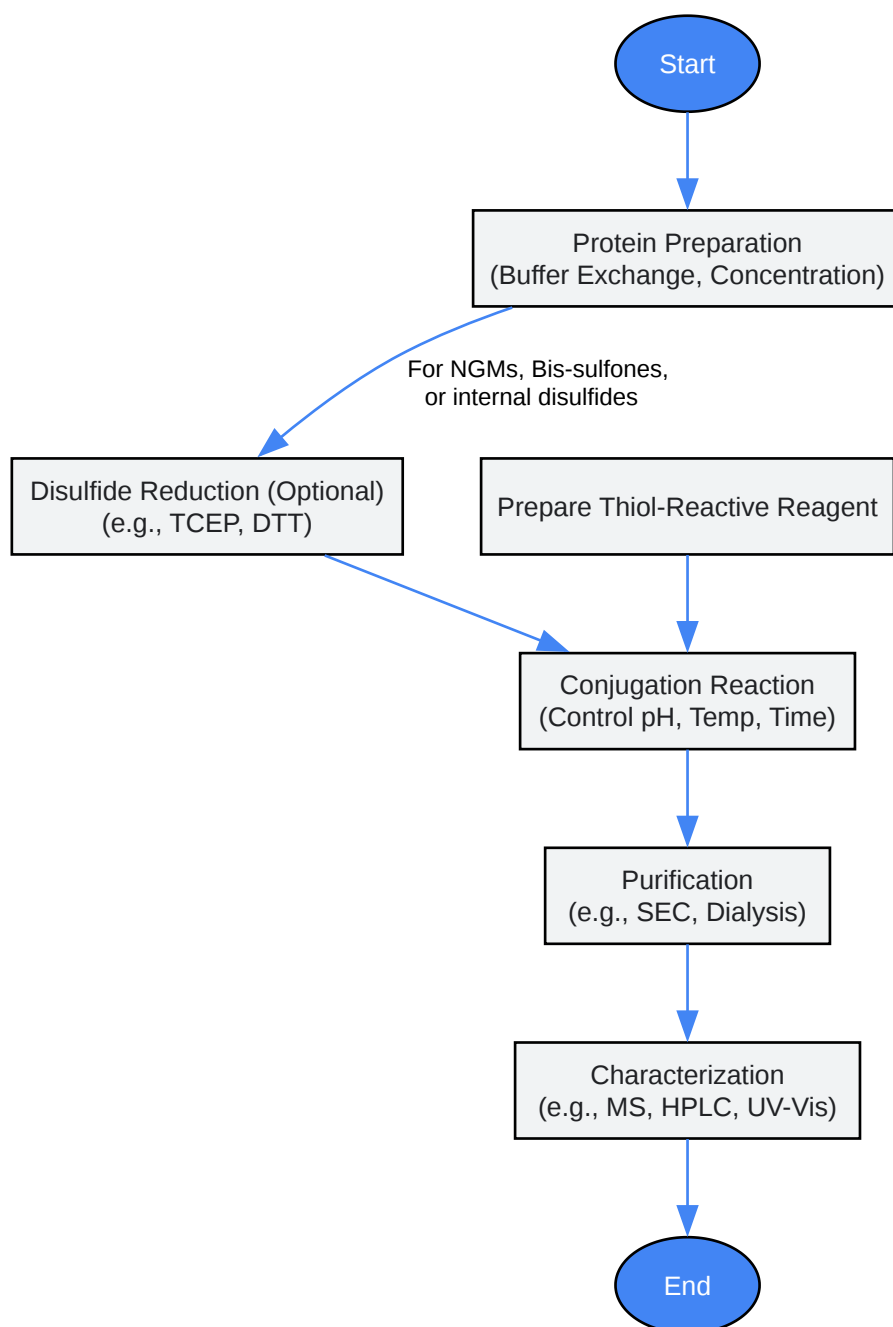 Start
Protein Preparation
(Buffer Exchange, Concentration)
For NGMs, Bis-sulfones,
or internal disulfides
Disulfide Reduction (Optional)
(e.g., TCEP, DTT)
Prepare Thiol-Reactive Reagent
Conjugation Reaction
(Control pH, Temp, Time)
Purification
(e.g., SEC, Dialysis)
Characterization
(e.g., MS, HPLC, UV-Vis)
End